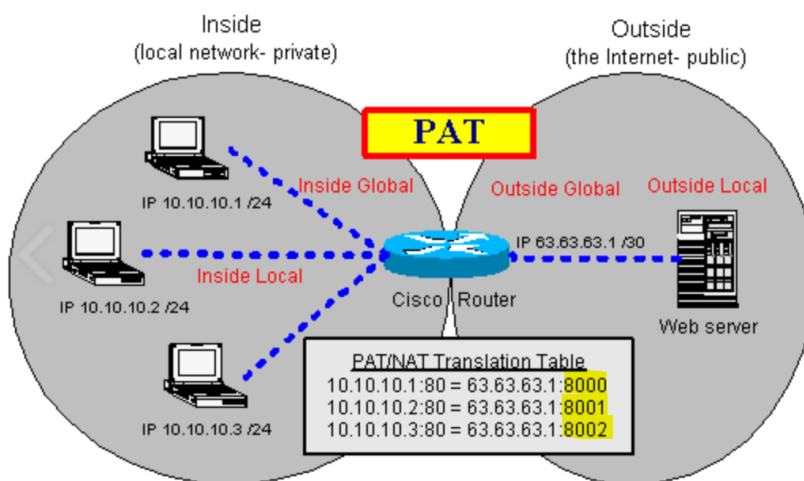 Inside
(local network- private)
Outside
(the Internet- public)
PAT
IP 10.10.10.1 /24
Inside Global
Outside Global
Outside Local
IP 63.63.63.1 /30
Inside Local
IP 10.10.10.2 /24
Cisco Router
Web server
PAT/NAT Translation Table
10.10.10.1:80 = 63.63.63.1:8000
10.10.10.2:80 = 63.63.63.1:8001
10.10.10.3:80 = 63.63.63.1:8002
IP 10.10.10.3 /24